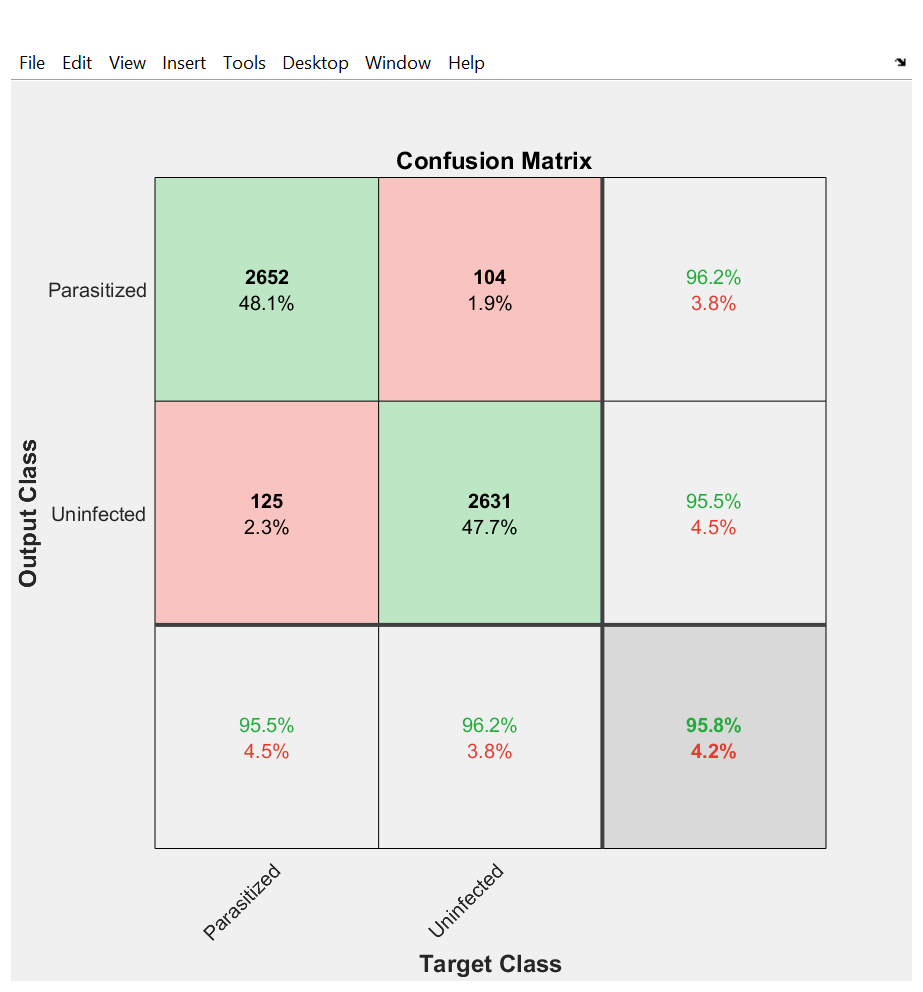 File Edit View Insert Tools Desktop Window Help
Confusion Matrix
Output Class
Parasitized
2652
48.1%
104
1.9%
96.2%
3.8%
Uninfected
125
2.3%
2631
47.7%
95.5%
4.5%
95.5%
4.5%
96.2%
3.8%
95.8%
4.2%
Parasitized
Uninfected
Target Class